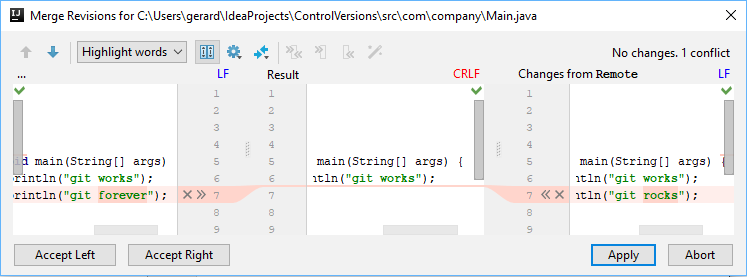 Merge Revisions for C:\Users\gerard\IdeaProjects\ControlVersions\src\com\company\Main.java
Highlight words
No changes. 1 conflict
... LF Result CRLF Changes from Remote LF
1 1 1
2 2 2
3 3 3
4 4 4
id main(String[] args) 5 5 main(String[] args) { 5 main(String[] args) {
rintln("git works"); 6 6 ntln("git works"); 6 ntln("git works");
rintln("git forever"); 7 7 7 ntln("git rocks");
8 8 8
9 9 9
Accept Left Accept Right Apply Abort